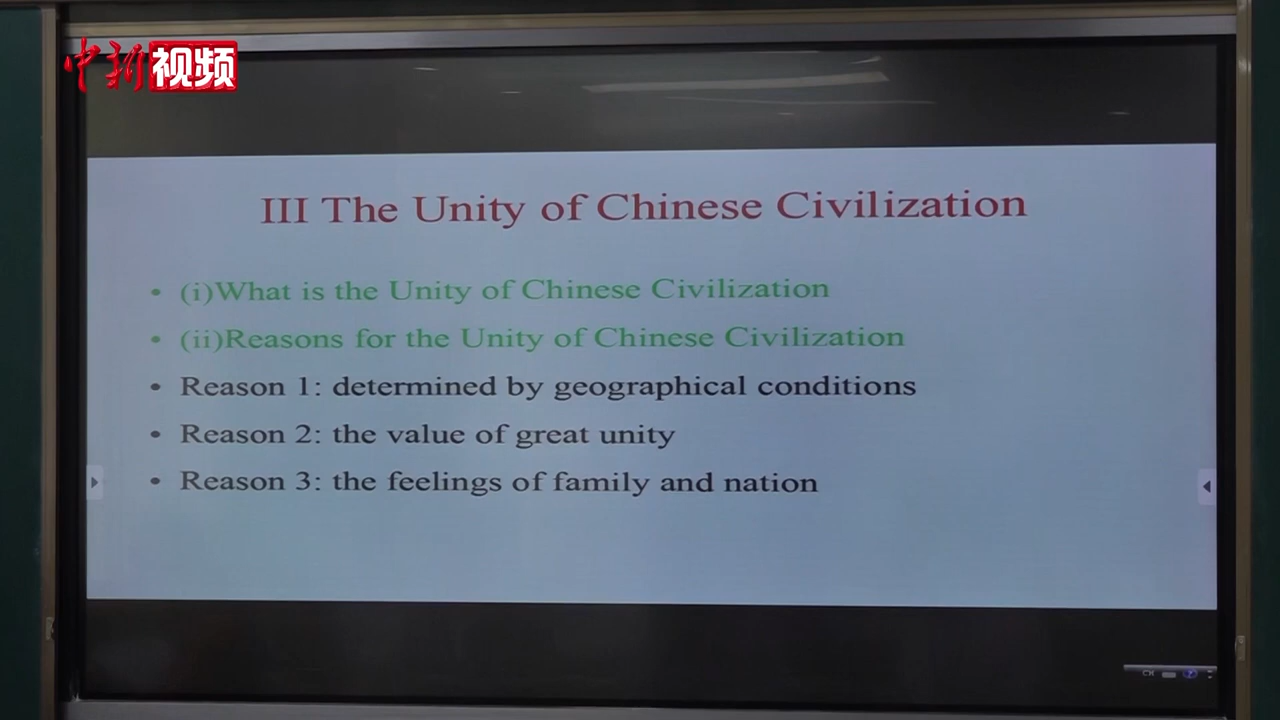 中新视频
III The Unity of Chinese Civilization
• (i)What is the Unity of Chinese Civilization
• (ii)Reasons for the Unity of Chinese Civilization
• Reason 1: determined by geographical conditions
• Reason 2: the value of great unity
• Reason 3: the feelings of family and nation
CH